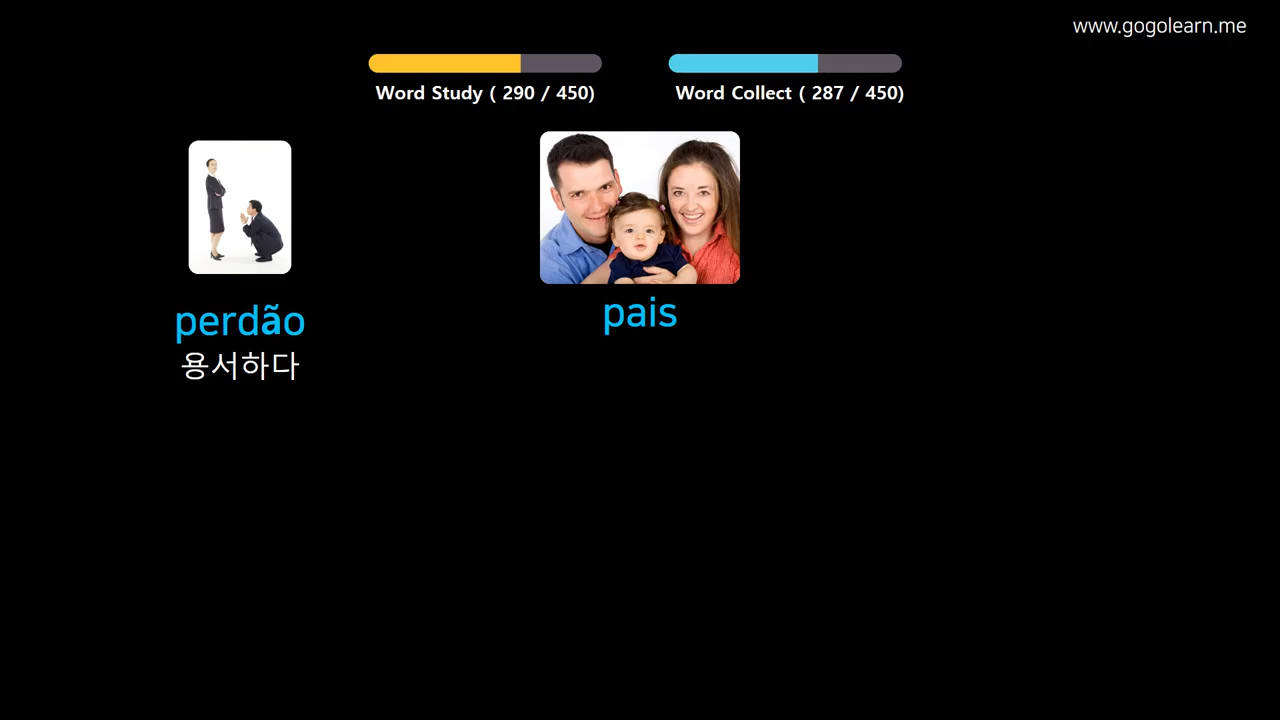 www.gogolearn.me
Word Study ( 290 / 450)
Word Collect ( 287 / 450)
perdão
용서하다
pais